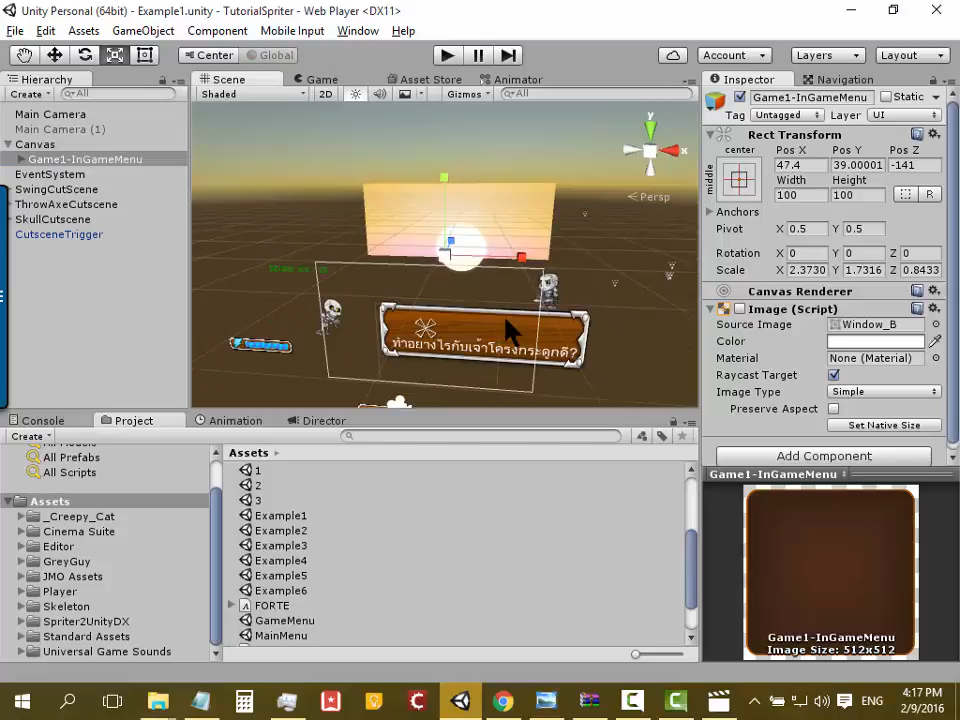 Unity Personal (64bit) - Example1.unity - TutorialSpriter - Web Player <DX11>
File Edit Assets GameObject Component Mobile Input Window Help
Center Global Account Layers Layout
Hierarchy Scene Game Asset Store Animator Inspector Navigation
Create All Shaded 2D Gizmos All Game1-InGameMenu Static
Tag Untagged Layer UI
Main Camera
Main Camera (1)
Canvas
Game1-InGameMenu
EventSystem
SwingCutScene
ThrowAxeCutscene
SkullCutscene
CutsceneTrigger
y
x
Persp
ทำอย่างไรกับเจ้าโครงกระดูกดี?
Rect Transform
center Pos X Pos Y Pos Z
middle 47.4 39.00001 -141
Width Height
100 100 R
Anchors
Pivot X 0.5 Y 0.5
Rotation X 0 Y 0 Z 0
Scale X 2.3730 Y 1.7316 Z 0.8433
Canvas Renderer
Image (Script)
Source Image Window_B
Color
Material None (Material)
Raycast Target
Image Type Simple
Preserve Aspect
Set Native Size
Add Component
Game1-InGameMenu
Game1-InGameMenu
Image Size: 512x512
Console Project Animation Director
Create
All Models
All Prefabs
All Scripts
Assets
_Creepy_Cat
Cinema Suite
Editor
GreyGuy
JMO Assets
Player
Skeleton
Spriter2UnityDX
Standard Assets
Universal Game Sounds
Assets
1
2
3
Example1
Example2
Example3
Example4
Example5
Example6
FORTE
GameMenu
MainMenu
ENG
4:17 PM
2/9/2016